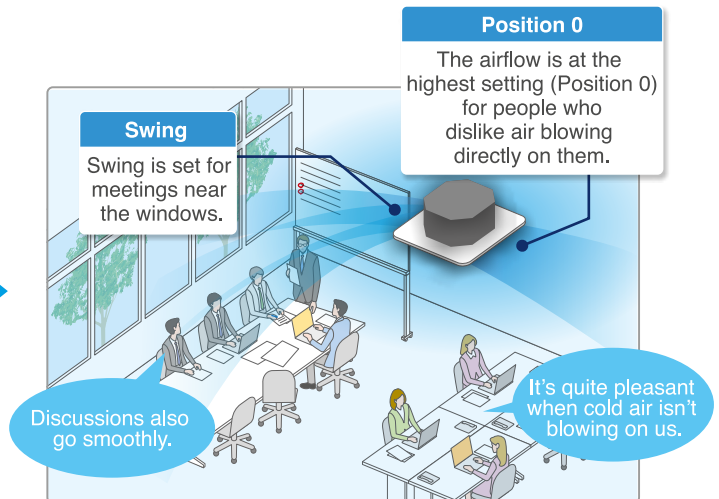 Position 0
The airflow is at the
highest setting (Position 0)
for people who
dislike air blowing
directly on them.
Swing
Swing is set for
meetings near
the windows.
Discussions also
go smoothly.
It's quite pleasant
when cold air isn't
blowing on us.